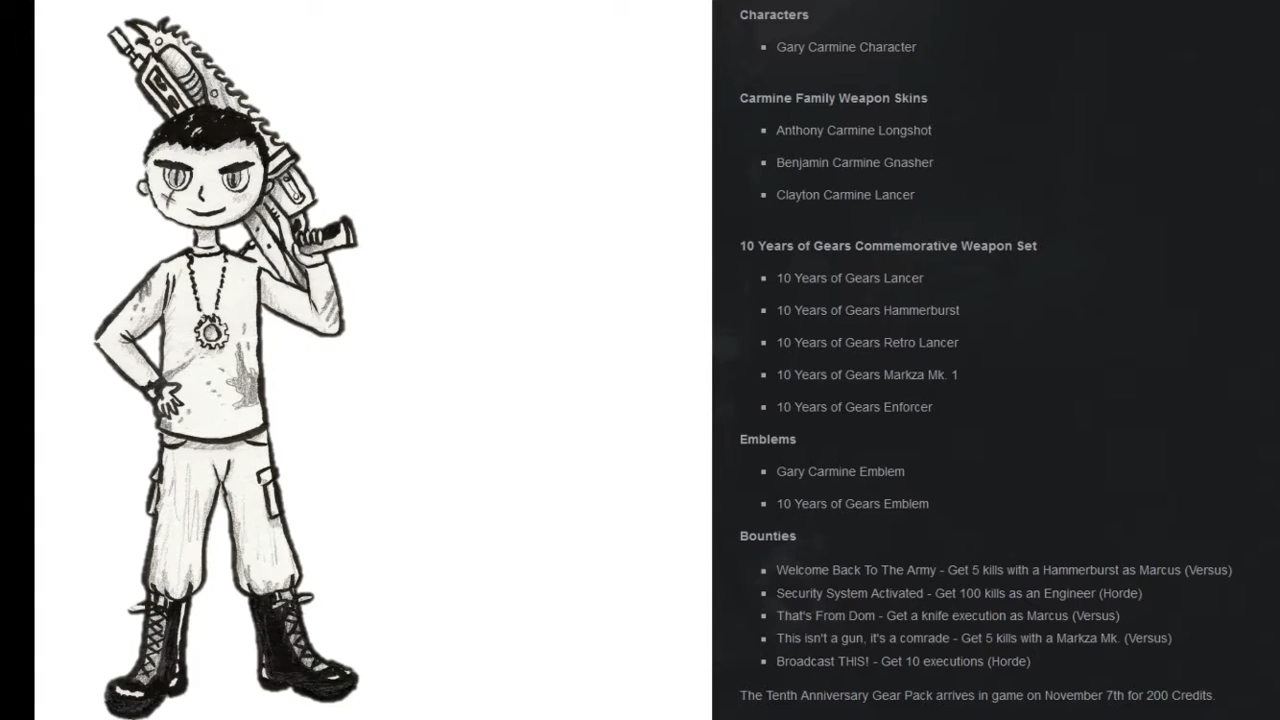 Characters
Gary Carmine Character
Carmine Family Weapon Skins
Anthony Carmine Longshot
Benjamin Carmine Gnasher
Clayton Carmine Lancer
10 Years of Gears Commemorative Weapon Set
10 Years of Gears Lancer
10 Years of Gears Hammerburst
10 Years of Gears Retro Lancer
10 Years of Gears Markza Mk. 1
10 Years of Gears Enforcer
Emblems
Gary Carmine Emblem
10 Years of Gears Emblem
Bounties
Welcome Back To The Army - Get 5 kills with a Hammerburst as Marcus (Versus)
Security System Activated - Get 100 kills as an Engineer (Horde)
That's From Dom - Get a knife execution as Marcus (Versus)
This isn't a gun, it's a comrade - Get 5 kills with a Markza Mk. (Versus)
Broadcast THIS! - Get 10 executions (Horde)
The Tenth Anniversary Gear Pack arrives in game on November 7th for 200 Credits.